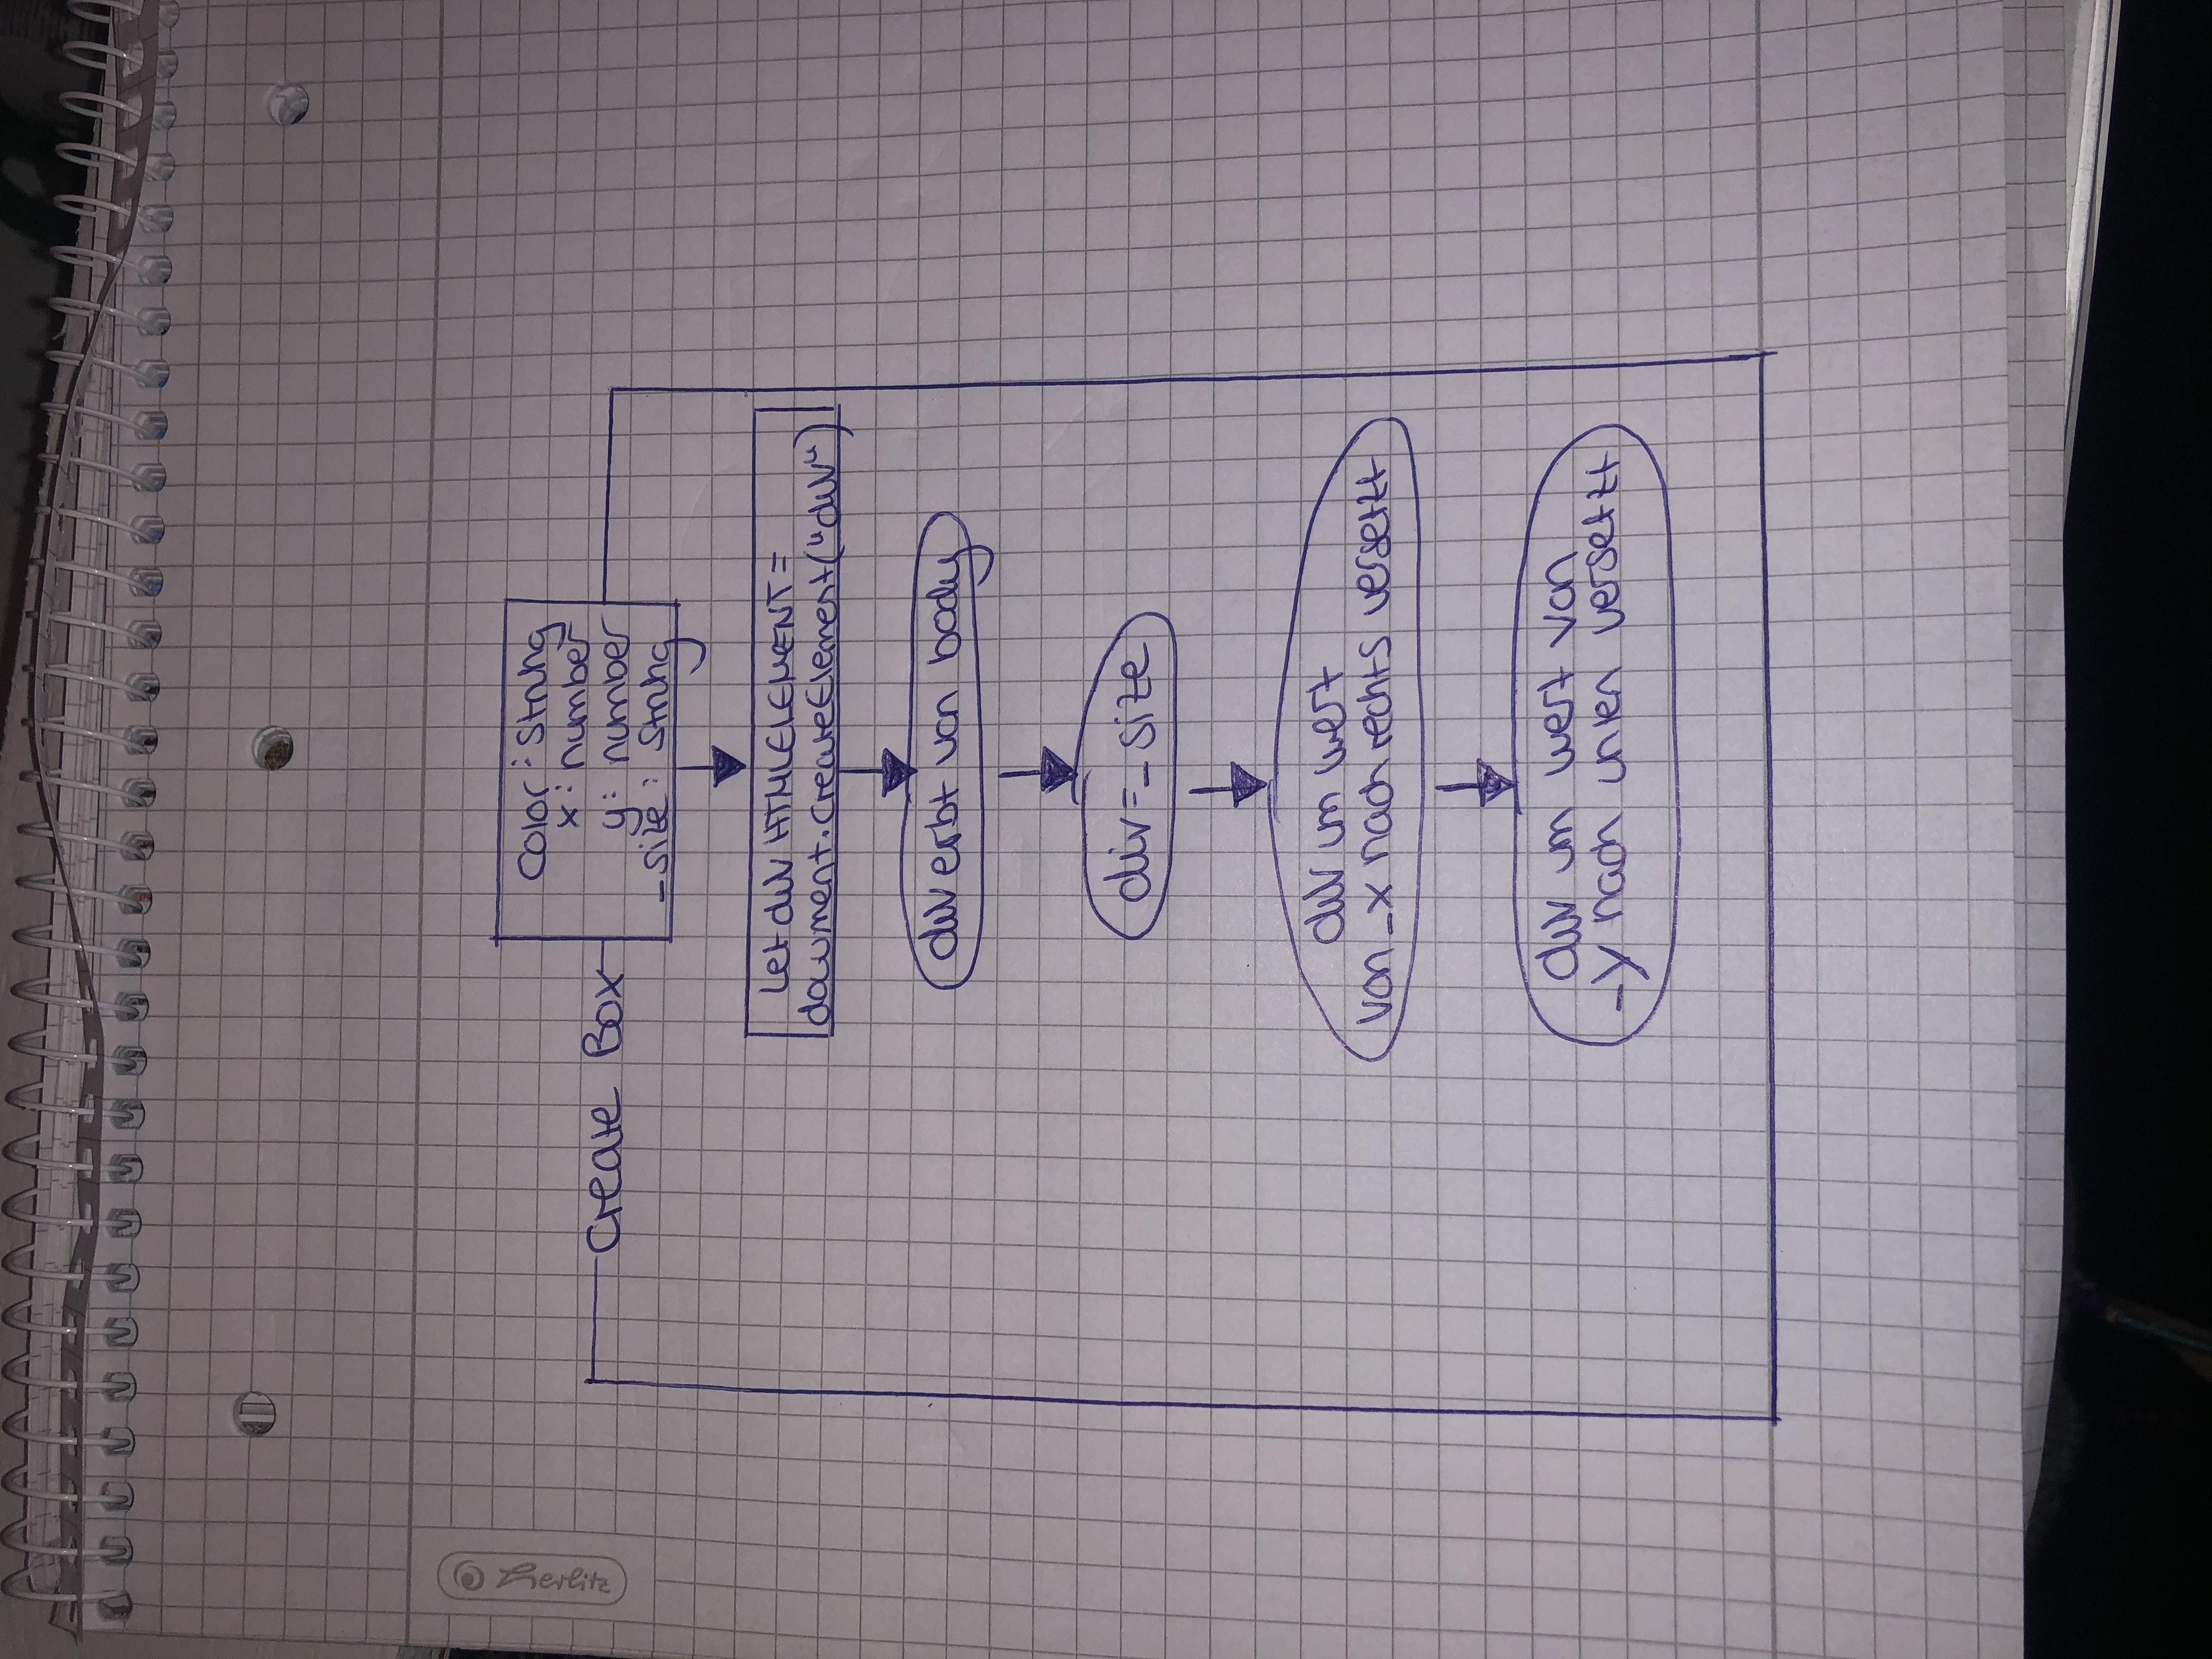 Herlitz
Color: String
x: number
Create Box
y: number
_size: String
Let div HTMLELEMENT =
document.createElement("div")
div erbt von body
div=_size
div um wert
von _x nach rechts versetzt
div um wert von
_y nach unten versetzt